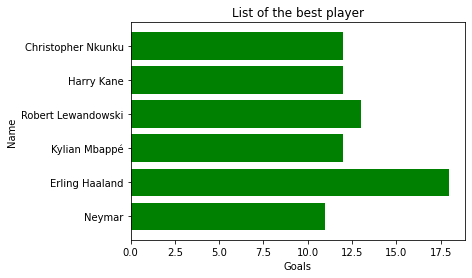 List of the best player
Christopher Nkunku
Harry Kane
Robert Lewandowski
Kylian Mbappé
Erling Haaland
Neymar
Name
0.0 2.5 5.0 7.5 10.0 12.5 15.0 17.5
Goals